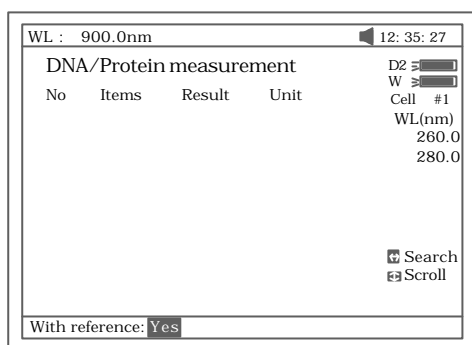 WL : 900.0nm 12: 35: 27
DNA/Protein measurement
No Items Result Unit
D2
W
Cell #1
WL(nm)
260.0
280.0
Search
Scroll
With reference: Yes